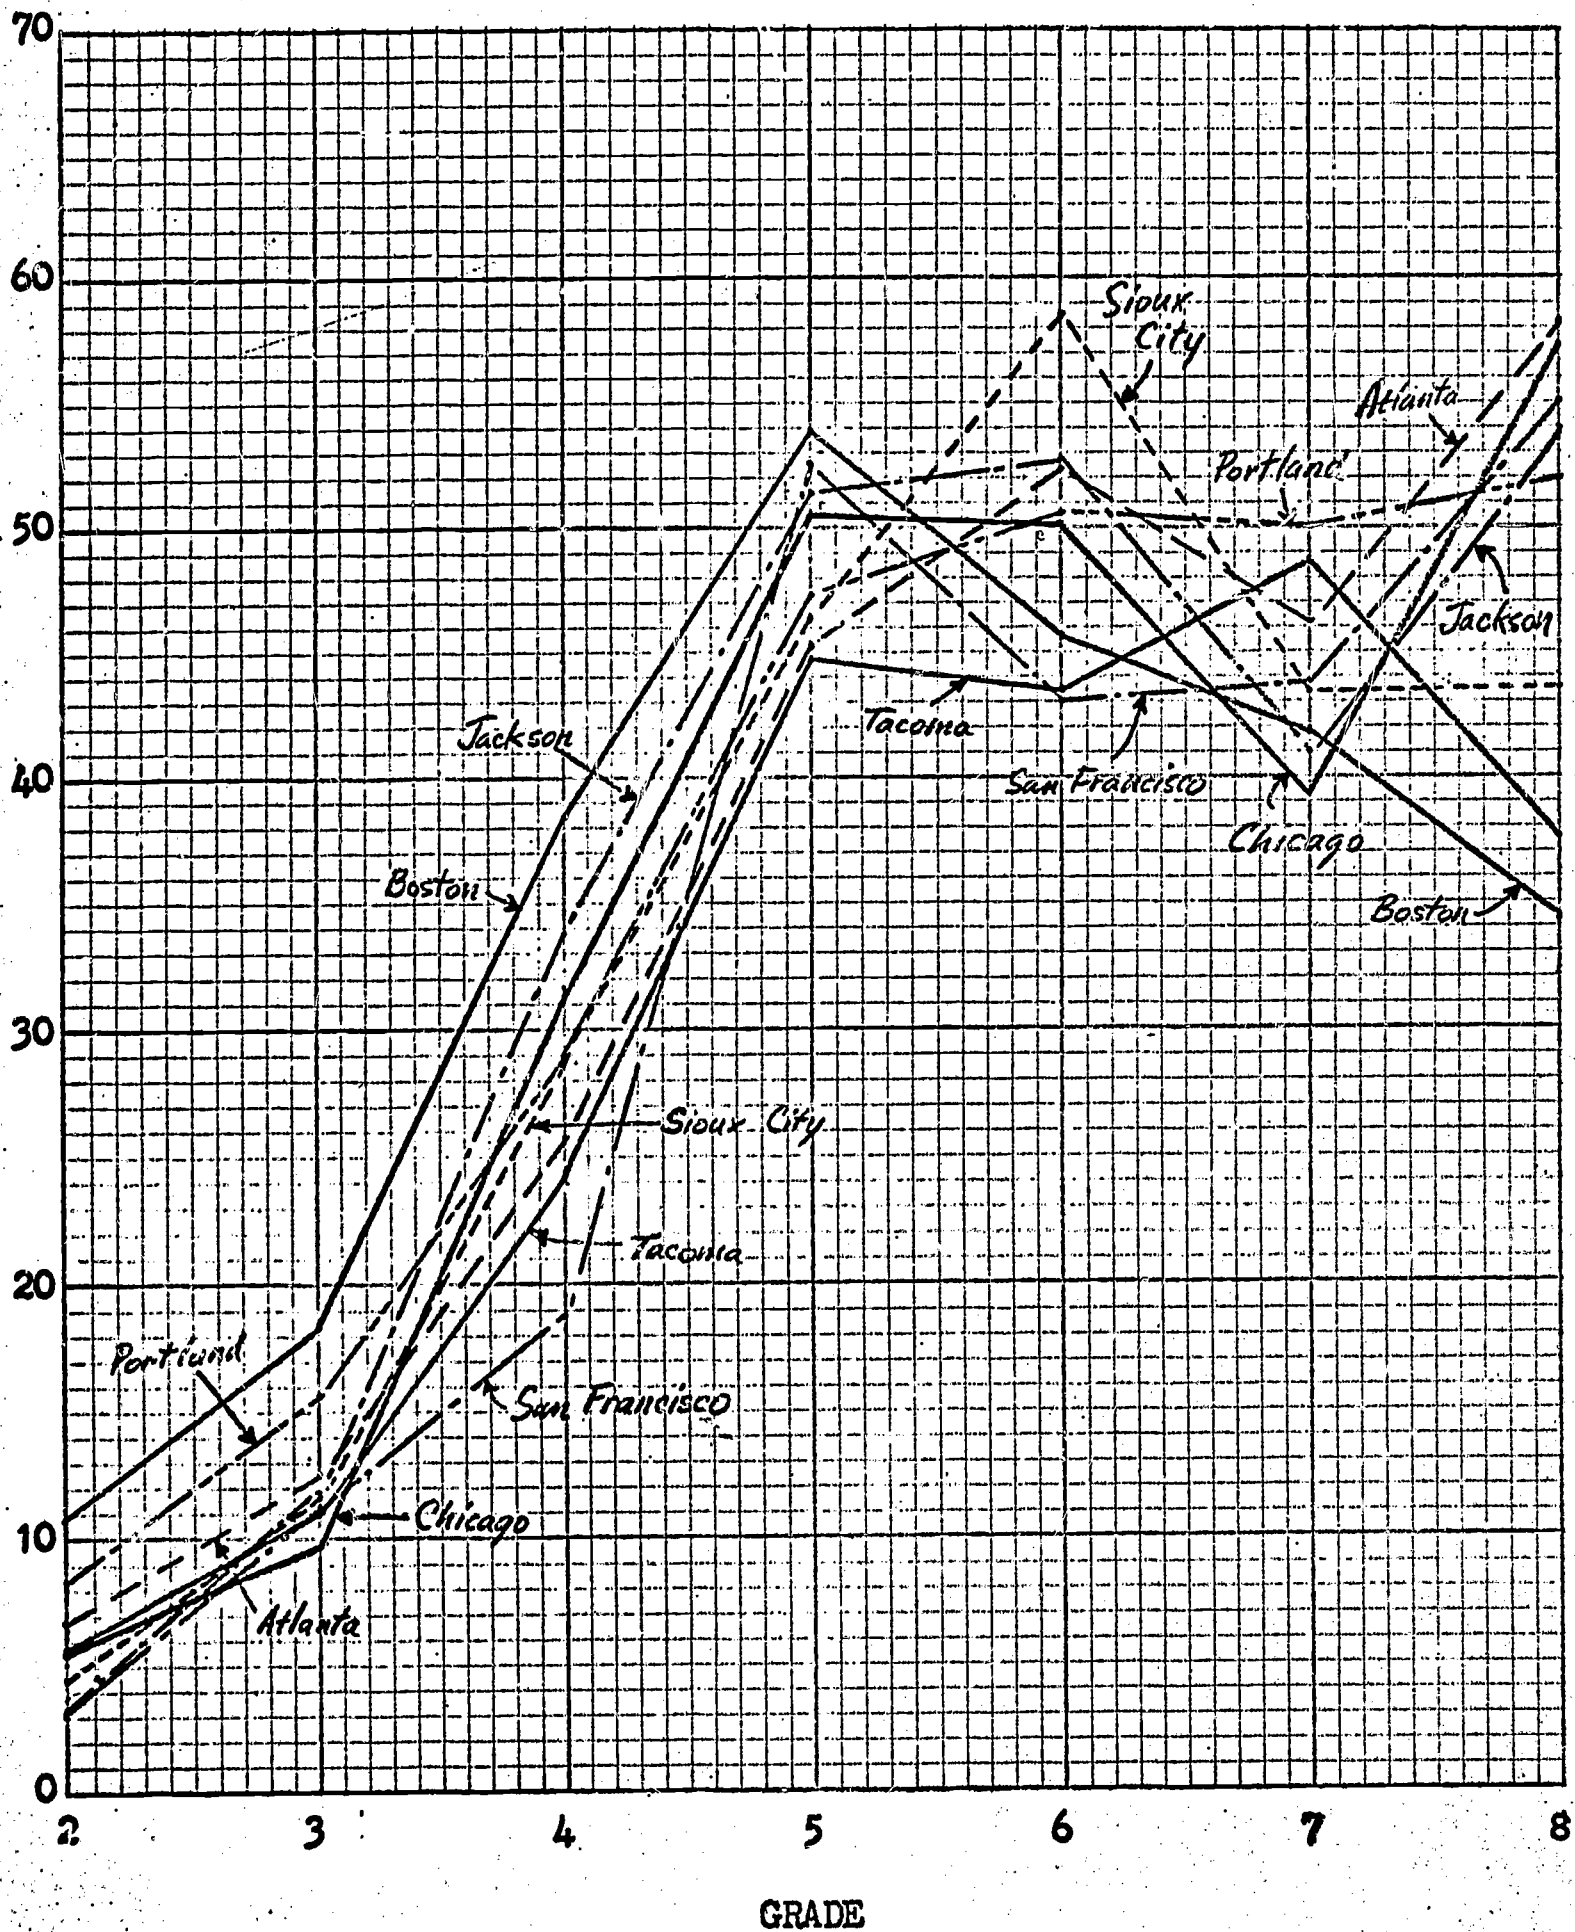 70
60
Sioux
City
Atlanta
Portland
50
Jackson
Tacoma
Jackson
San Francisco
40
Chicago
Boston
Boston
30
Sioux City
Tacoma
20
Portland
San Francisco
Chicago
10
Atlanta
0
2 3 4 5 6 7 8
GRADE